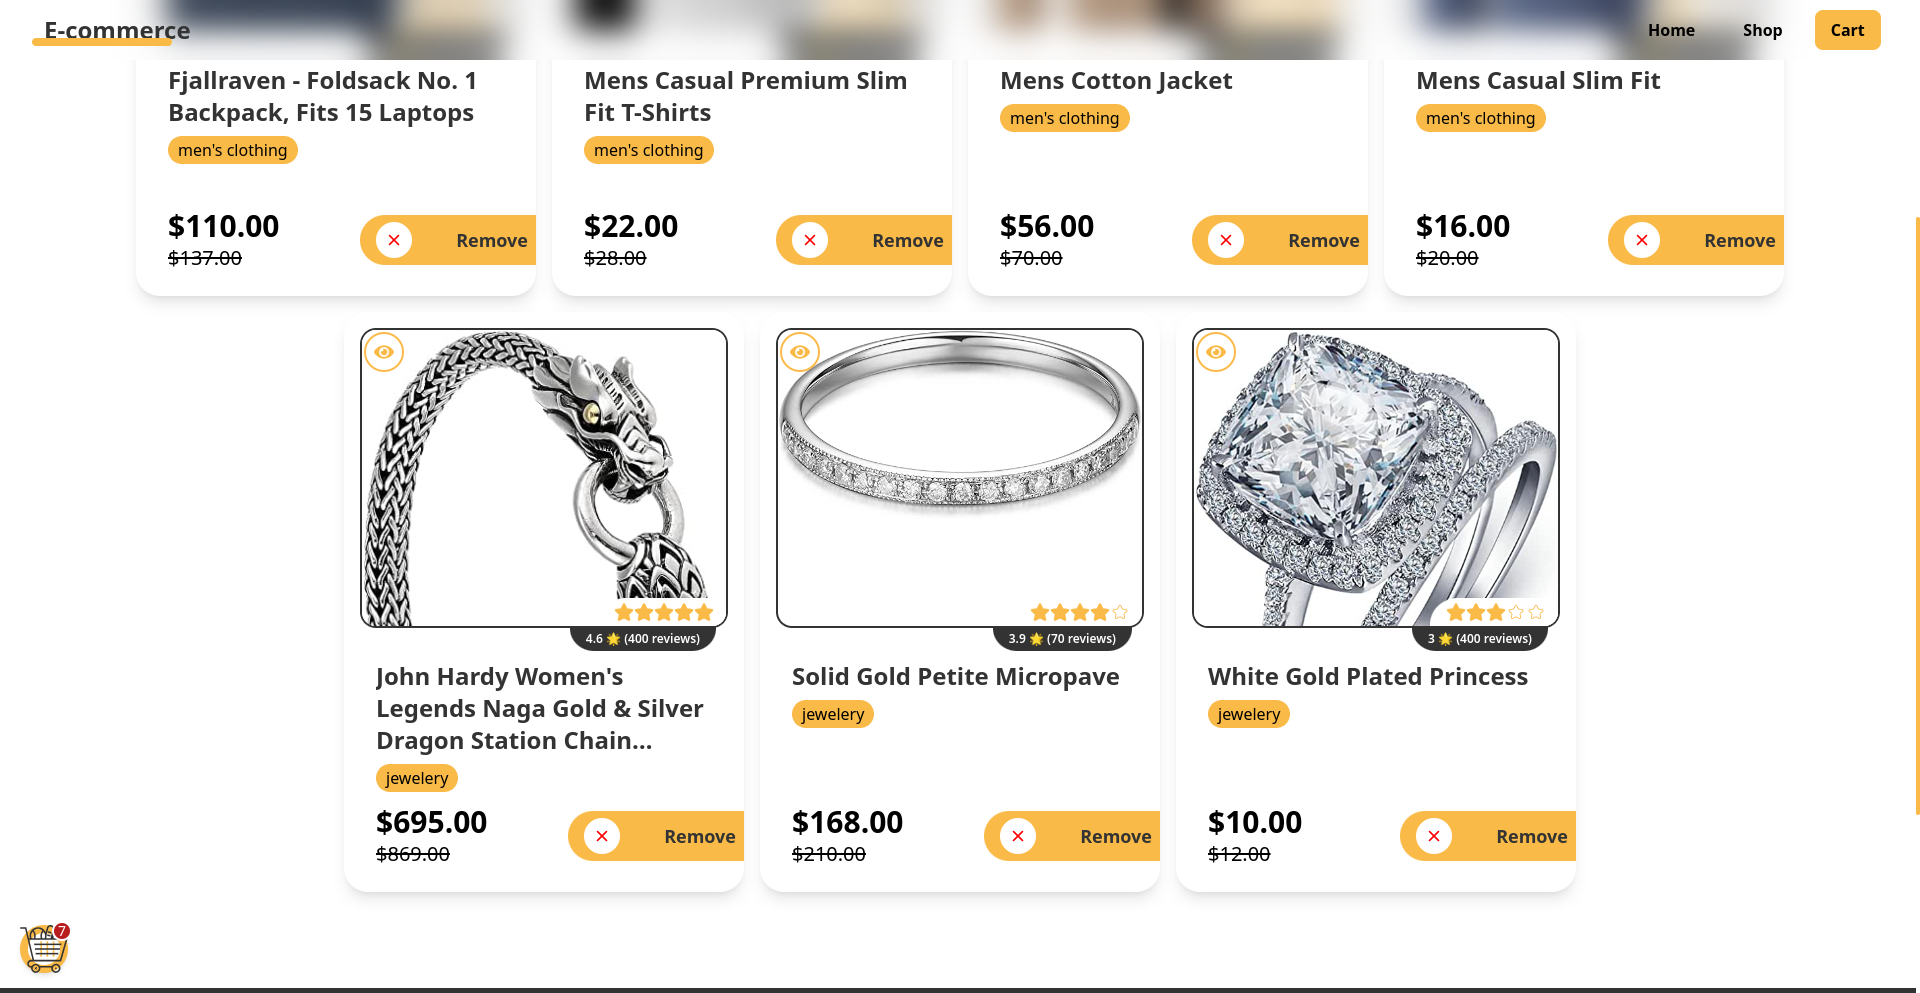 E-commerce
Home
Shop
Cart
Fjallraven - Foldsack No. 1
Backpack, Fits 15 Laptops
men's clothing
$110.00
$137.00
Remove
Mens Casual Premium Slim
Fit T-Shirts
men's clothing
$22.00
$28.00
Remove
Mens Cotton Jacket
men's clothing
$56.00
$70.00
Remove
Mens Casual Slim Fit
men's clothing
$16.00
$20.00
Remove
4.6 🌟 (400 reviews)
John Hardy Women's
Legends Naga Gold & Silver
Dragon Station Chain...
jewelery
$695.00
$869.00
Remove
3.9 🌟 (70 reviews)
Solid Gold Petite Micropave
jewelery
$168.00
$210.00
Remove
3 🌟 (400 reviews)
White Gold Plated Princess
jewelery
$10.00
$12.00
Remove
7